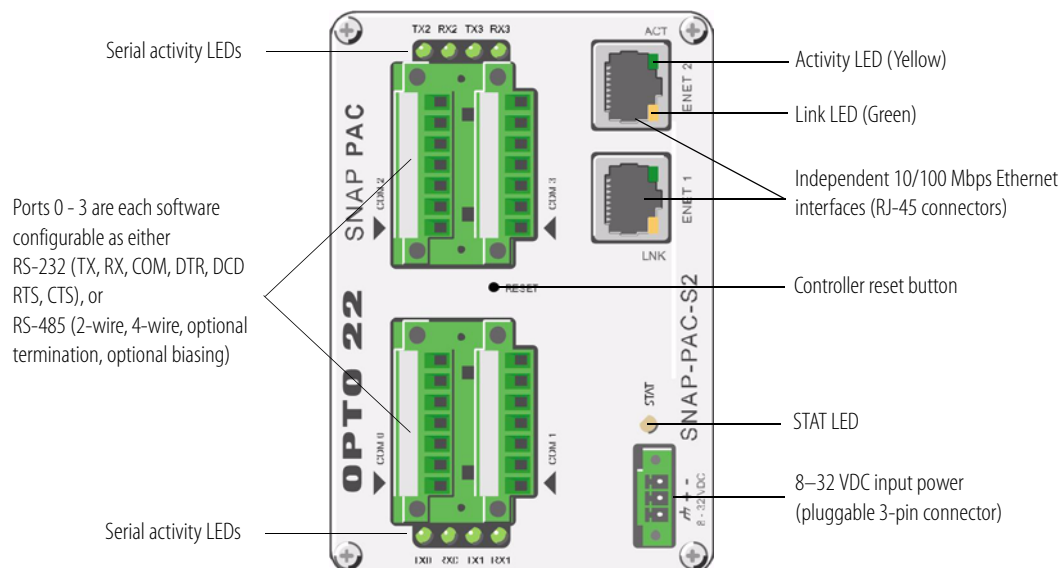 TX2 RX2 TX3 RX3
Serial activity LEDs
ACT
ENET 2
Activity LED (Yellow)
Link LED (Green)
SNAP PAC
COM 2
COM 3
ENET 1
LNK
Independent 10/100 Mbps Ethernet
interfaces (RJ-45 connectors)
Ports 0 - 3 are each software
configurable as either
RS-232 (TX, RX, COM, DTR, DCD
RTS, CTS), or
RS-485 (2-wire, 4-wire, optional
termination, optional biasing)
RESET
Controller reset button
OPTO 22
COM 0
COM 1
STAT
SNAP-PAC-S2
STAT LED
+ -
8 - 32 VDC
8–32 VDC input power
(pluggable 3-pin connector)
Serial activity LEDs
TX0 RX0 TX1 RX1